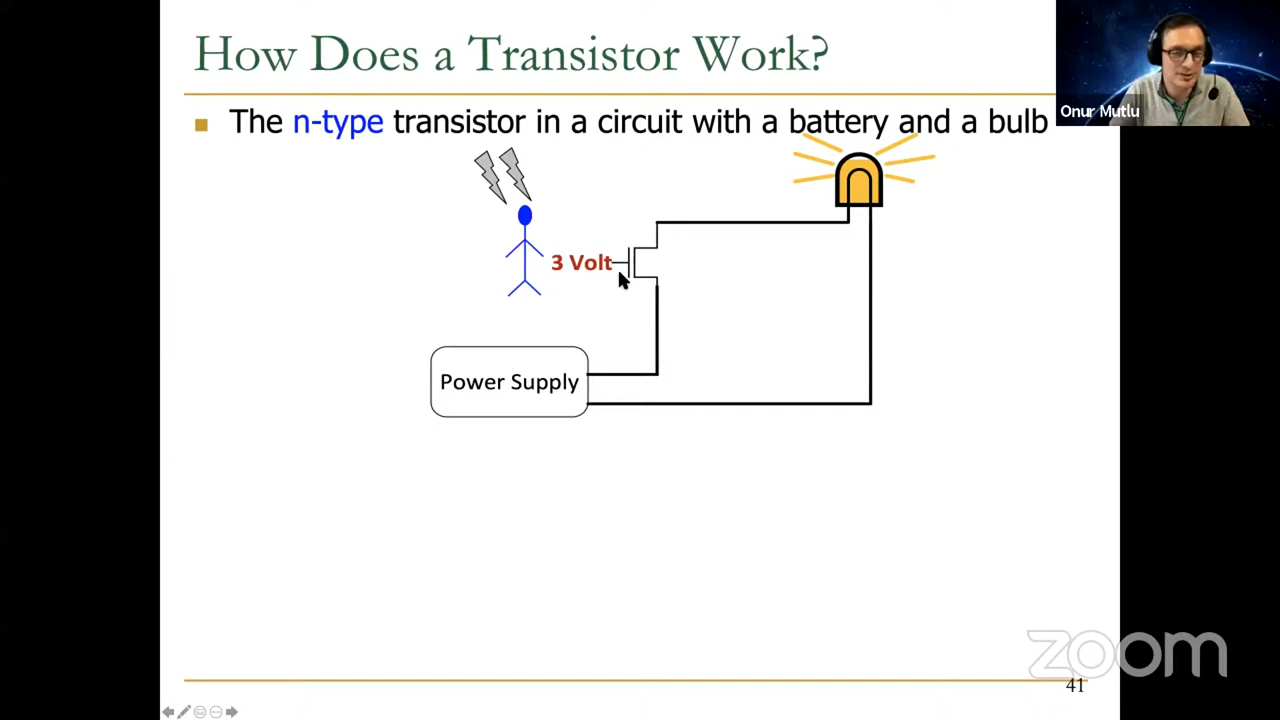 How Does a Transistor Work?
The n-type transistor in a circuit with a battery and a bulb
Onur Mutlu
3 Volt
Power Supply
zoom
41